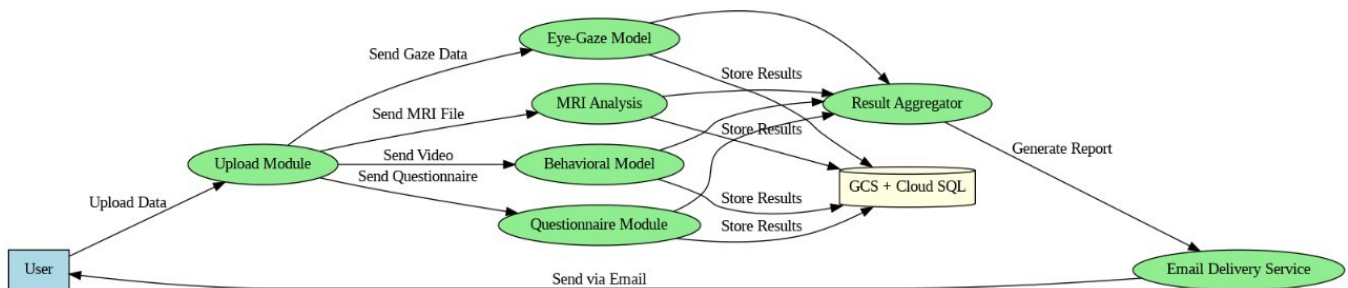 Eye-Gaze Model
Send Gaze Data
Store Results
MRI Analysis
Result Aggregator
Send MRI File
Store Results
Generate Report
Upload Module
Send Video
Behavioral Model
Send Questionnaire
GCS + Cloud SQL
Upload Data
Store Results
Questionnaire Module
Store Results
User
Send via Email
Email Delivery Service